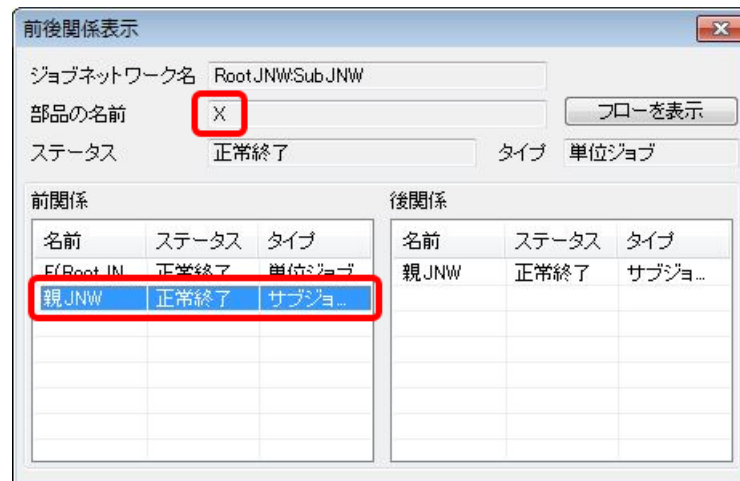 前後関係表示
ジョブネットワーク名 RootJNW:SubJNW
部品の名前 X フローを表示
ステータス 正常終了 タイプ 単位ジョブ
前関係 後関係
名前 ステータス タイプ 名前 ステータス タイプ
正常終了 単位ジョブ 親JNW 正常終了 サブジョ...
親JNW 正常終了 サブジョ...